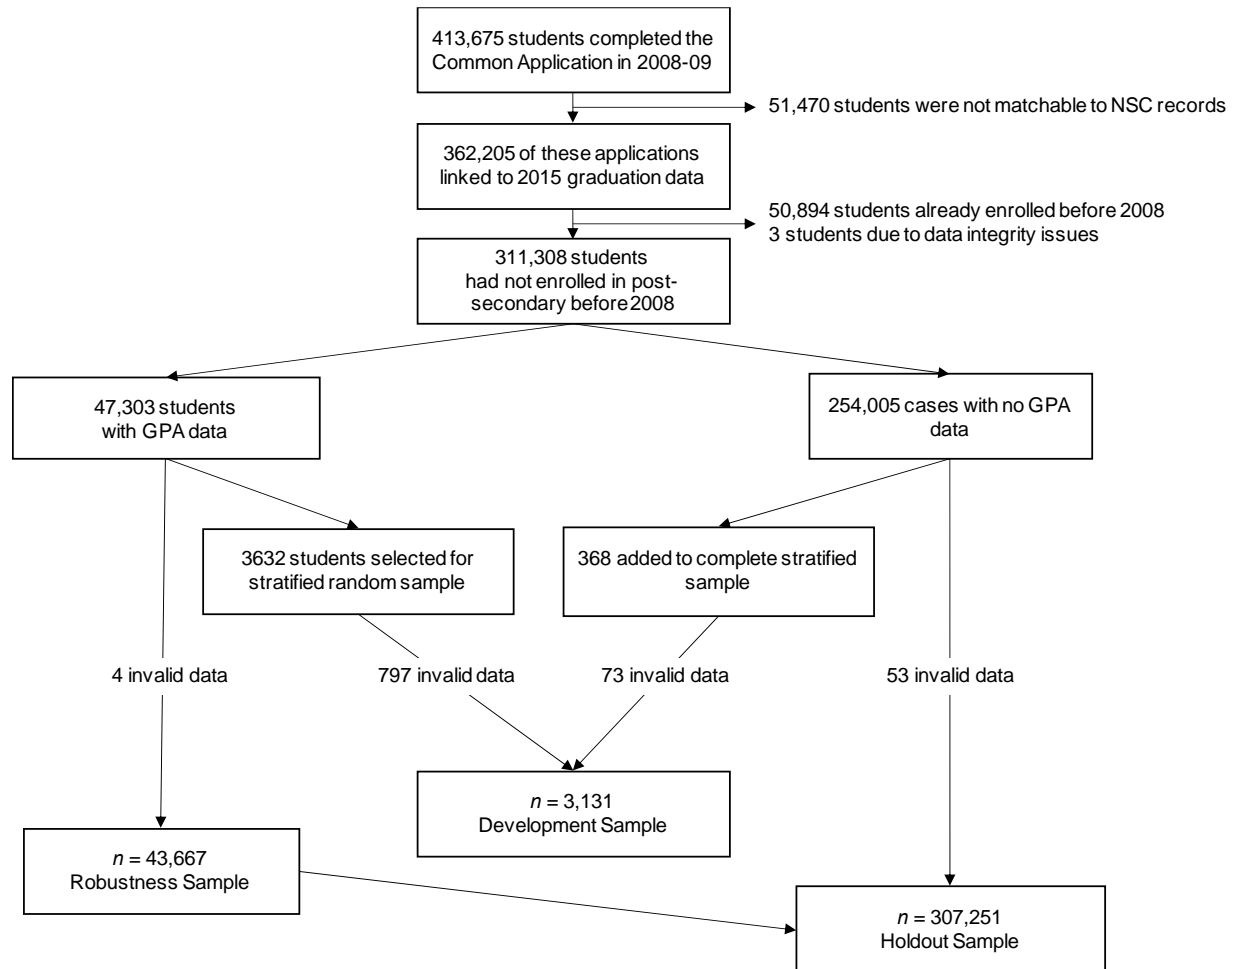 413,675 students completed the
Common Application in 2008-09
51,470 students were not matchable to NSC records
362,205 of these applications
linked to 2015 graduation data
50,894 students already enrolled before 2008
3 students due to data integrity issues
311,308 students
had not enrolled in post-
secondary before 2008
47,303 students
with GPA data
254,005 cases with no GPA
data
3632 students selected for
stratified random sample
368 added to complete stratified
sample
4 invalid data
797 invalid data
73 invalid data
53 invalid data
n = 3,131
Development Sample
n = 43,667
Robustness Sample
n = 307,251
Holdout Sample